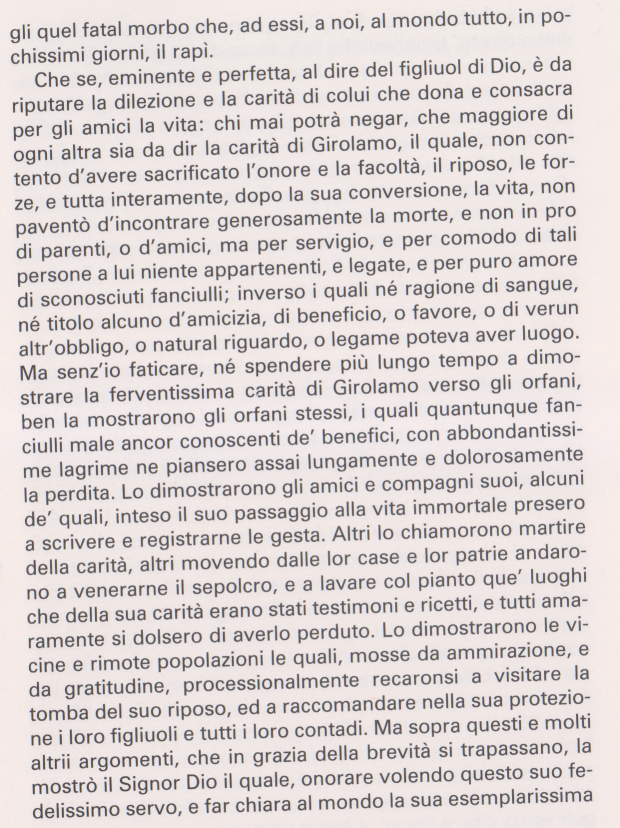 gli quel fatal morbo che, ad essi, a noi, al mondo tutto, in po-
chissimi giorni, il rapì.
Che se, eminente e perfetta, al dire del figliuol di Dio, è da
riputare la dilezione e la carità di colui che dona e consacra
per gli amici la vita: chi mai potrà negar, che maggiore di
ogni altra sia da dir la carità di Girolamo, il quale, non con-
tento d'avere sacrificato l'onore e la facoltà, il riposo, le for-
ze, e tutta interamente, dopo la sua conversione, la vita, non
paventò d'incontrare generosamente la morte, e non in pro
di parenti, o d'amici, ma per servigio, e per comodo di tali
persone a lui niente appartenenti, e legate, e per puro amore
di sconosciuti fanciulli; inverso i quali né ragione di sangue,
né titolo alcuno d'amicizia, di beneficio, o favore, o di verun
altr'obbligo, o natural riguardo, o legame poteva aver luogo.
Ma senz'io faticare, né spendere più lungo tempo a dimo-
strare la ferventissima carità di Girolamo verso gli orfani,
ben la mostrarono gli orfani stessi, i quali quantunque fan-
ciulli male ancor conoscenti de' benefici, con abbondantissi-
me lagrime ne piansero assai lungamente e dolorosamente
la perdita. Lo dimostrarono gli amici e compagni suoi, alcuni
de' quali, inteso il suo passaggio alla vita immortale presero
a scrivere e registrarne le gesta. Altri lo chiamorono martire
della carità, altri movendo dalle lor case e lor patrie andaro-
no a venerarne il sepolcro, e a lavare col pianto que' luoghi
che della sua carità erano stati testimoni e ricetti, e tutti ama-
ramente si dolsero di averlo perduto. Lo dimostrarono le vi-
cine e rimote popolazioni le quali, mosse da ammirazione, e
da gratitudine, processionalmente recaronsi a visitare la
tomba del suo riposo, ed a raccomandare nella sua protezio-
ne i loro figliuoli e tutti i loro contadi. Ma sopra questi e molti
altrii argomenti, che in grazia della brevità si trapassano, la
mostrò il Signor Dio il quale, onorare volendo questo suo fe-
delissimo servo, e far chiara al mondo la sua esemplarissima